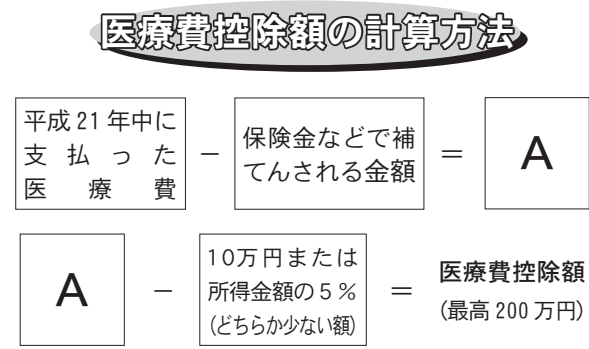 医療費控除額の計算方法
平成21年中に
支払った
医療費
－
保険金などで補
てんされる金額
＝
A
A
－
10万円または
所得金額の５％
(どちらか少ない額)
＝
医療費控除額
(最高200万円)